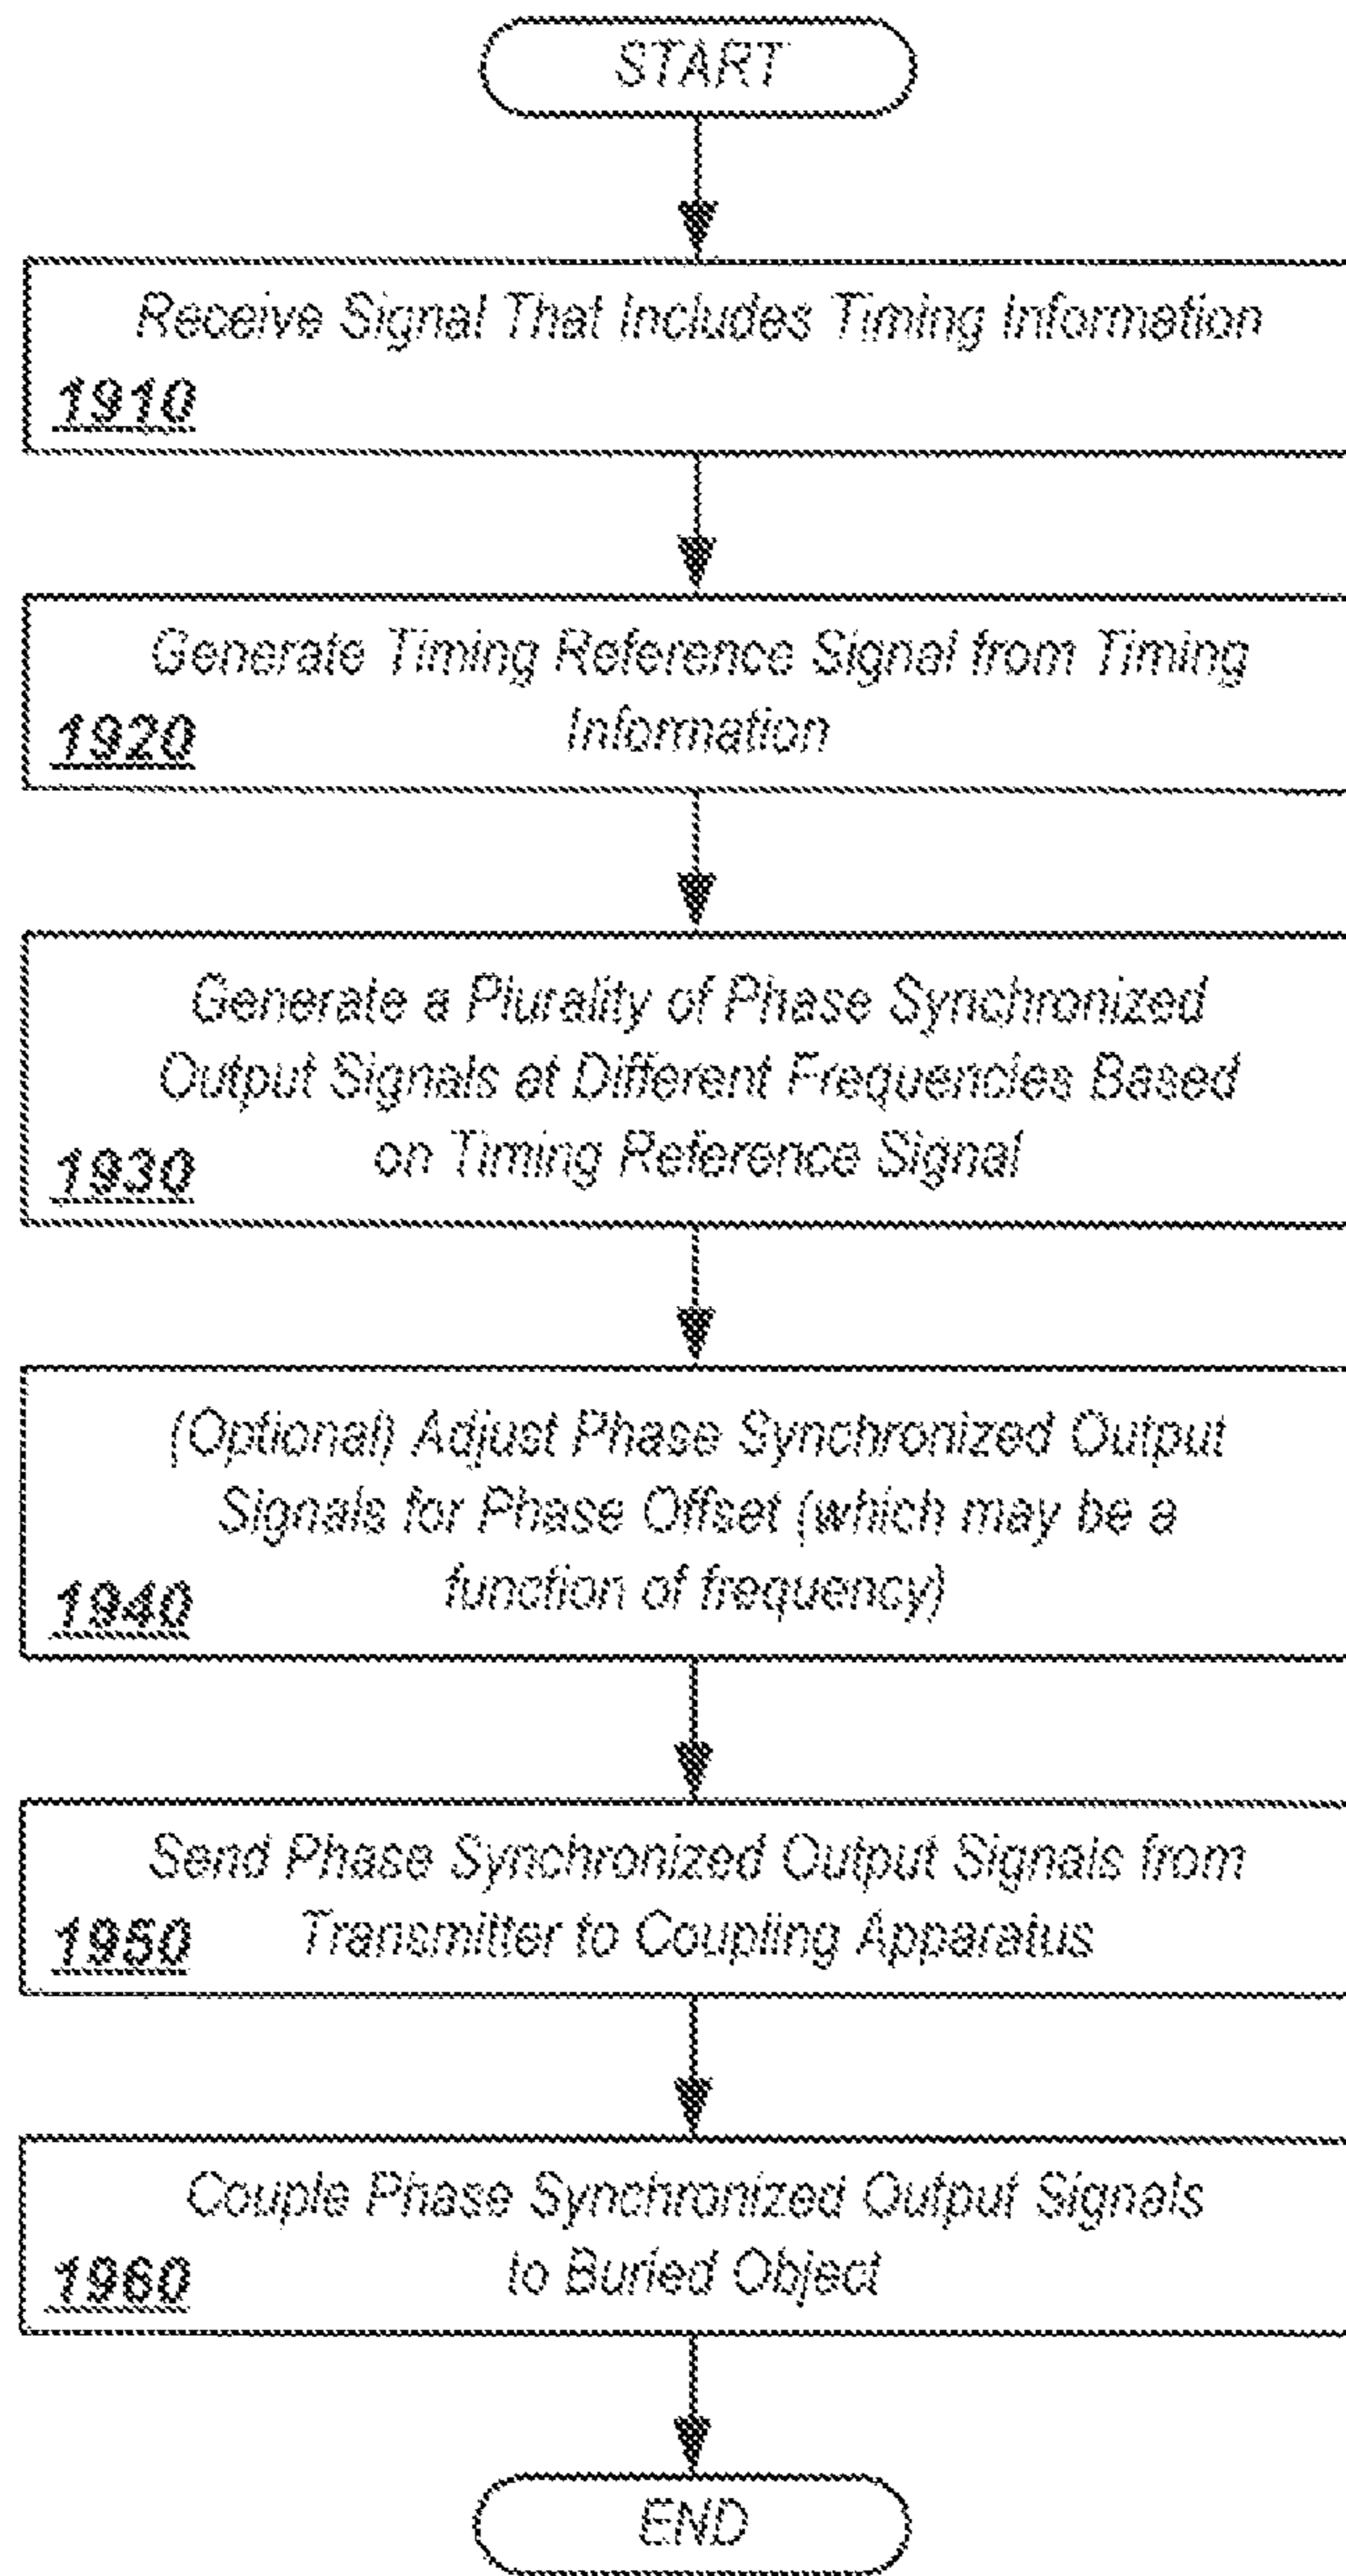 START
Receive Signal That Includes Timing Information
1910
Generate Timing Reference Signal from Timing
Information
1920
Generate a Plurality of Phase Synchronized
Output Signals at Different Frequencies Based
on Timing Reference Signal
1930
(Optional) Adjust Phase Synchronized Output
Signals for Phase Offset (which may be a
function of frequency)
1940
Send Phase Synchronized Output Signals from
Transmitter to Coupling Apparatus
1950
Couple Phase Synchronized Output Signals
to Buried Object
1960
END